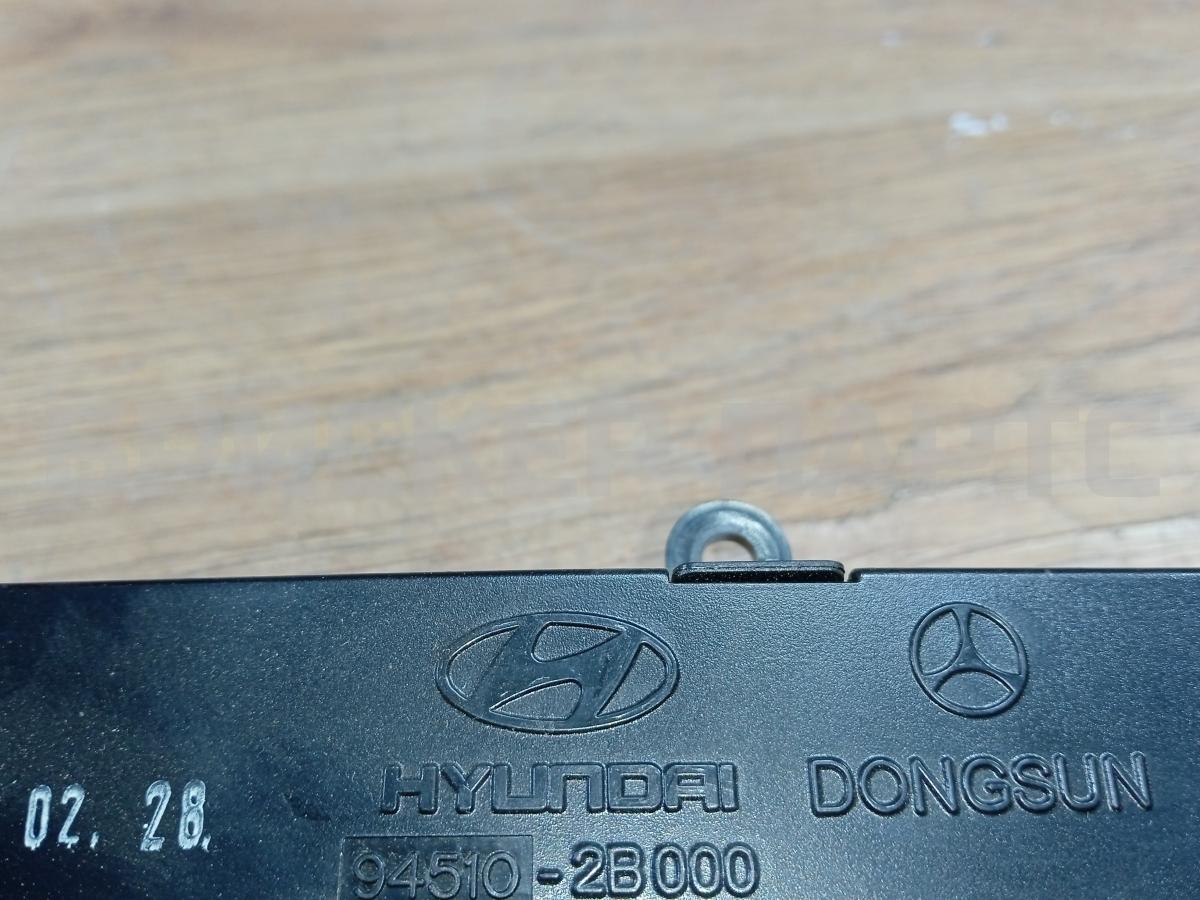 HYUNDAI
DONGSUN
02. 28.
94510-2B000